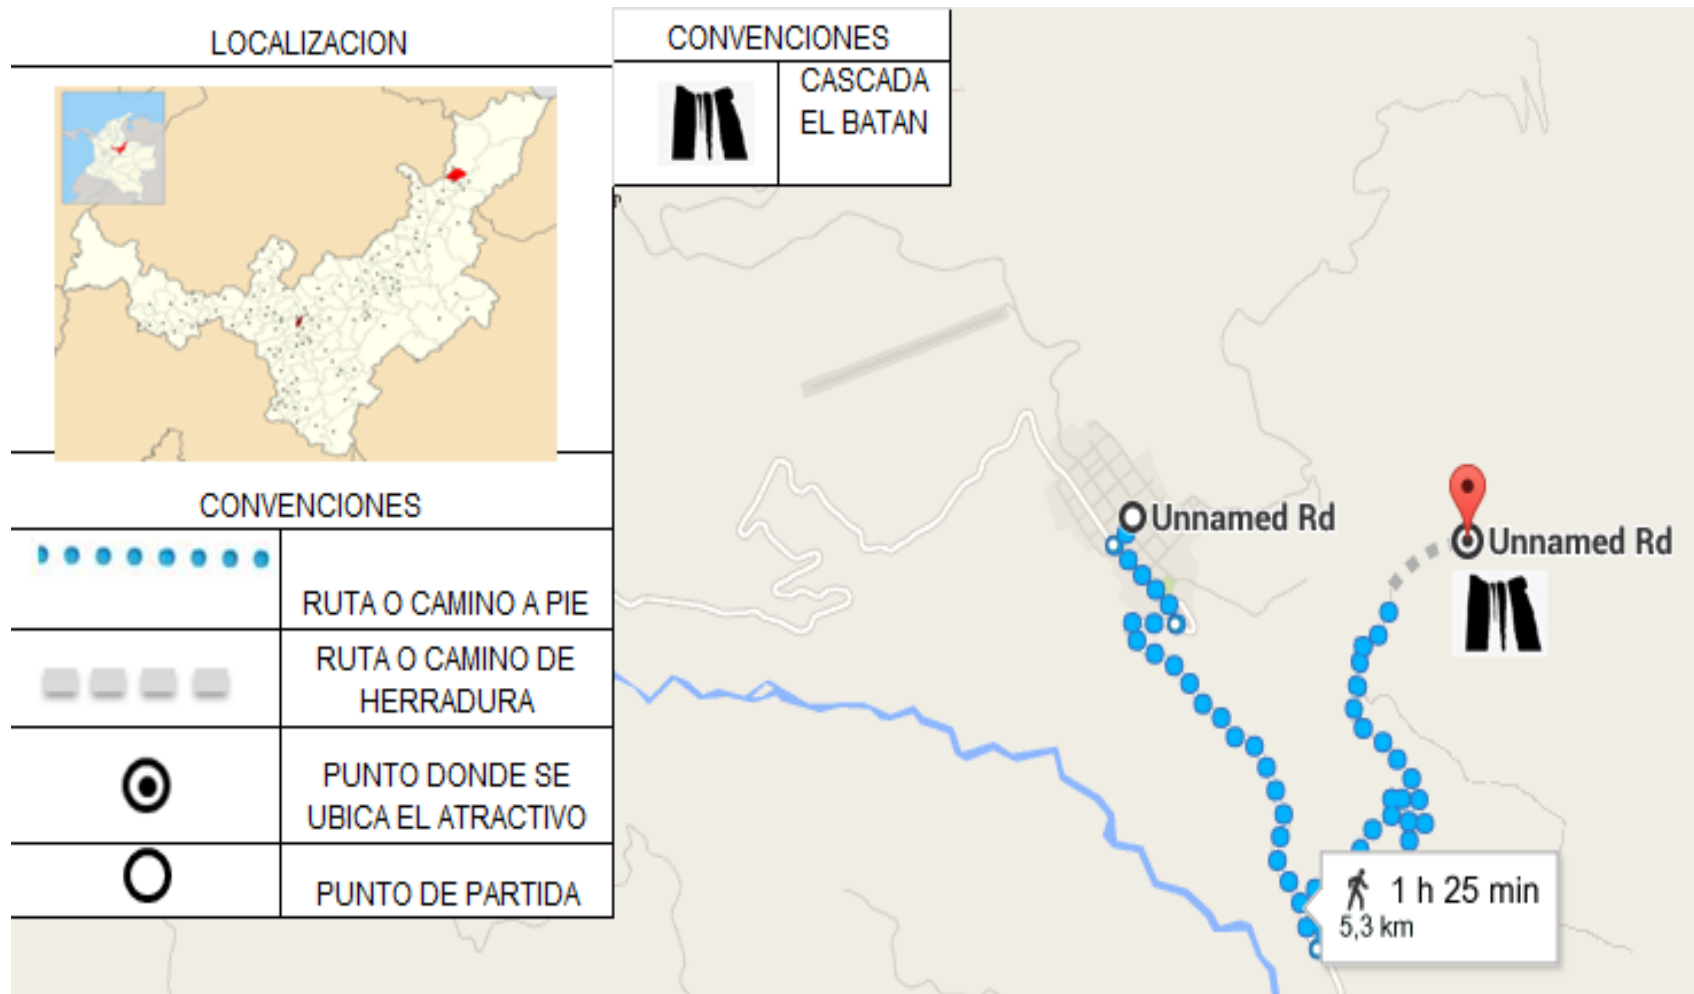 LOCALIZACION
CONVENCIONES
RUTA O CAMINO A PIE
RUTA O CAMINO DE
HERRADURA
PUNTO DONDE SE
UBICA EL ATRACTIVO
PUNTO DE PARTIDA
CONVENCIONES
CASCADA
EL BATAN
Unnamed Rd
Unnamed Rd
1 h 25 min
5,3 km